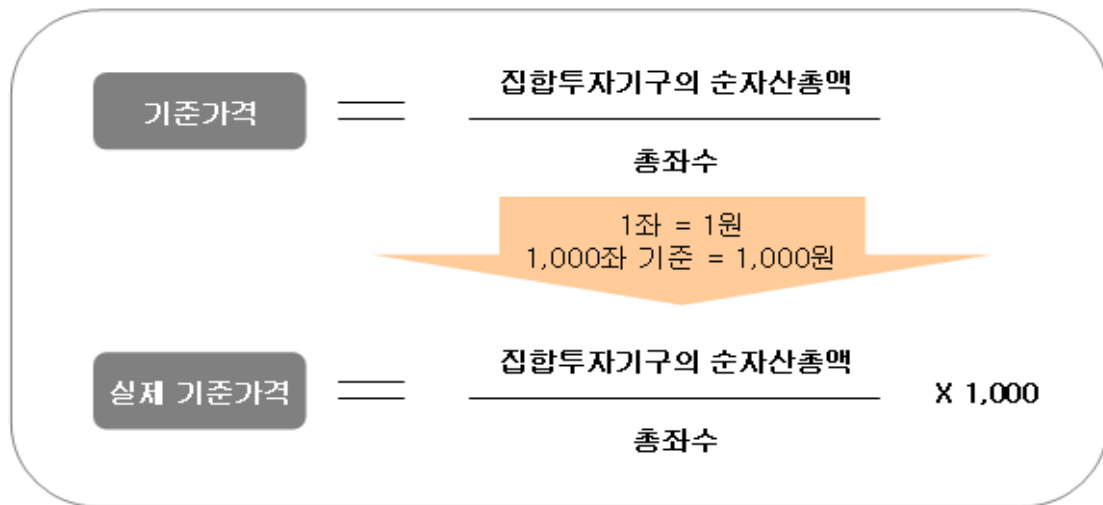 집합투자기구의 순자산총액
기준가격
총좌수
1좌 = 1원
1,000좌 기준 = 1,000원
집합투자기구의 순자산총액
실제 기준가격
X 1,000
총좌수